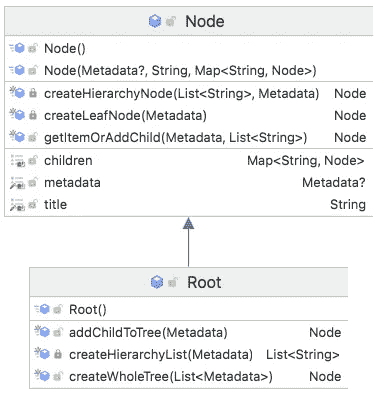 Node
Node()
Node(Metadata?, String, Map<String, Node>)
createHierarchyNode(List<String>, Metadata) Node
createLeafNode(Metadata) Node
getItemOrAddChild(Metadata, List<String>) Node
children Map<String, Node>
metadata Metadata?
title String
Root
Root()
addChildToTree(Metadata) Node
createHierarchyList(Metadata) List<String>
createWholeTree(List<Metadata>) Node